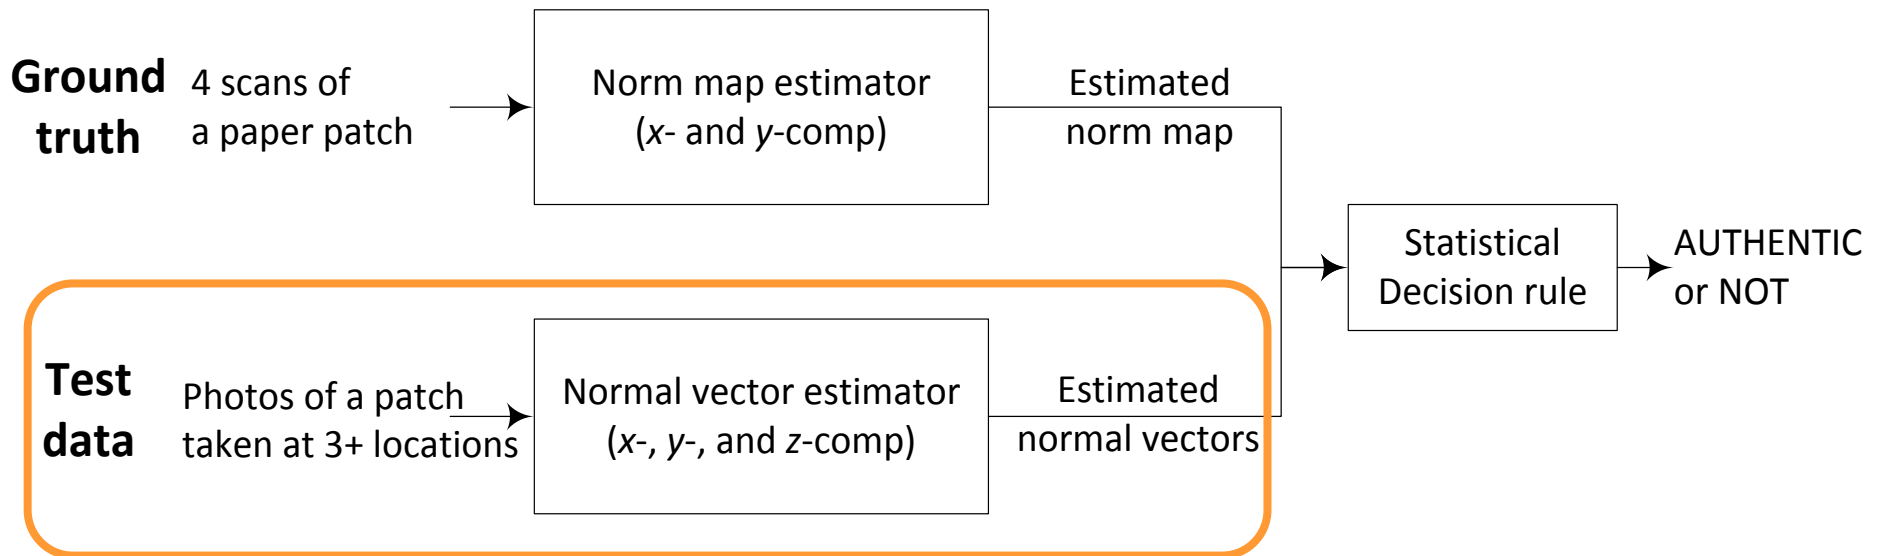 Ground
truth
4 scans of
a paper patch
Norm map estimator
(x- and y-comp)
Estimated
norm map
Statistical
Decision rule
AUTHENTIC
or NOT
Test
data
Photos of a patch
taken at 3+ locations
Normal vector estimator
(x-, y-, and z-comp)
Estimated
normal vectors